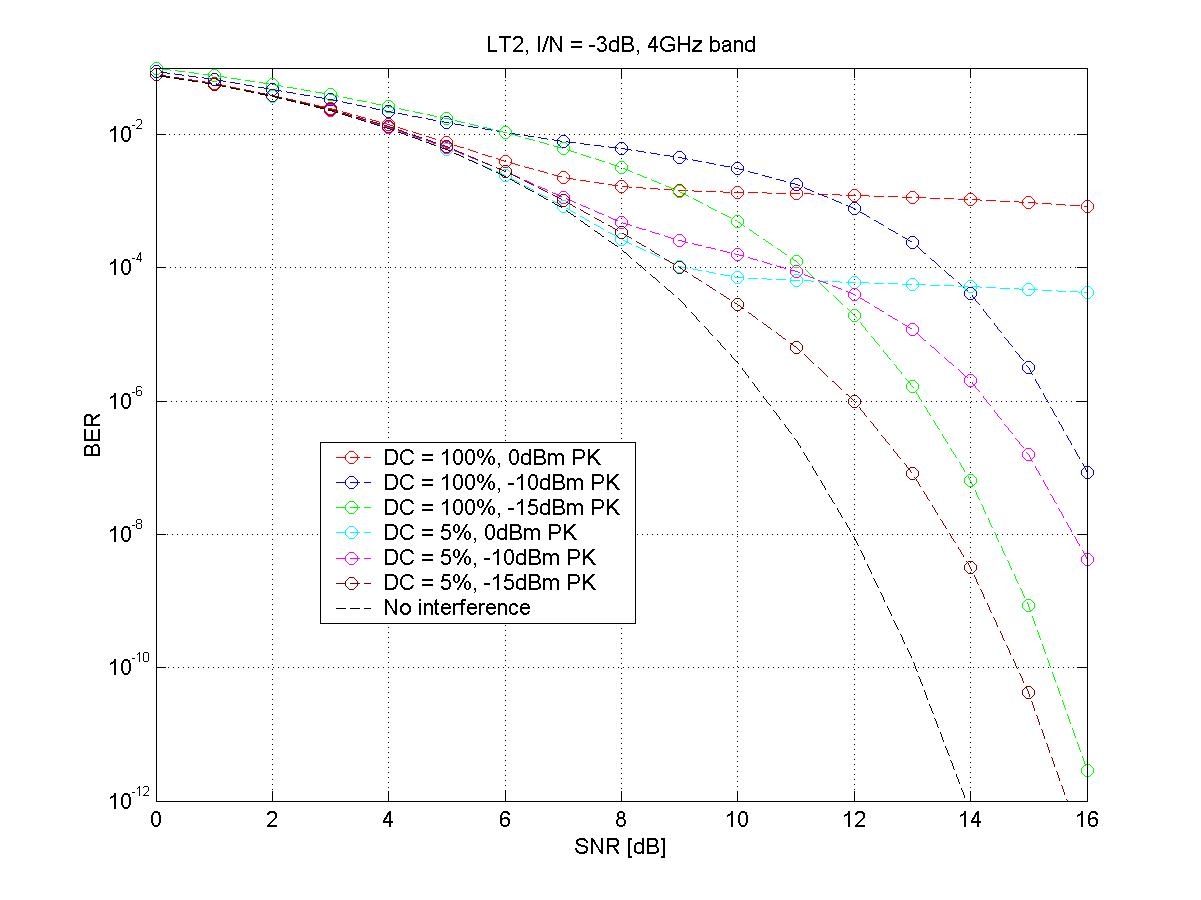 LT2, I/N = -3dB, 4GHz band
BER
10^-2
10^-4
10^-6
10^-8
10^-10
10^-12
DC = 100%, 0dBm PK
DC = 100%, -10dBm PK
DC = 100%, -15dBm PK
DC = 5%, 0dBm PK
DC = 5%, -10dBm PK
DC = 5%, -15dBm PK
No interference
0 2 4 6 8 10 12 14 16
SNR [dB]